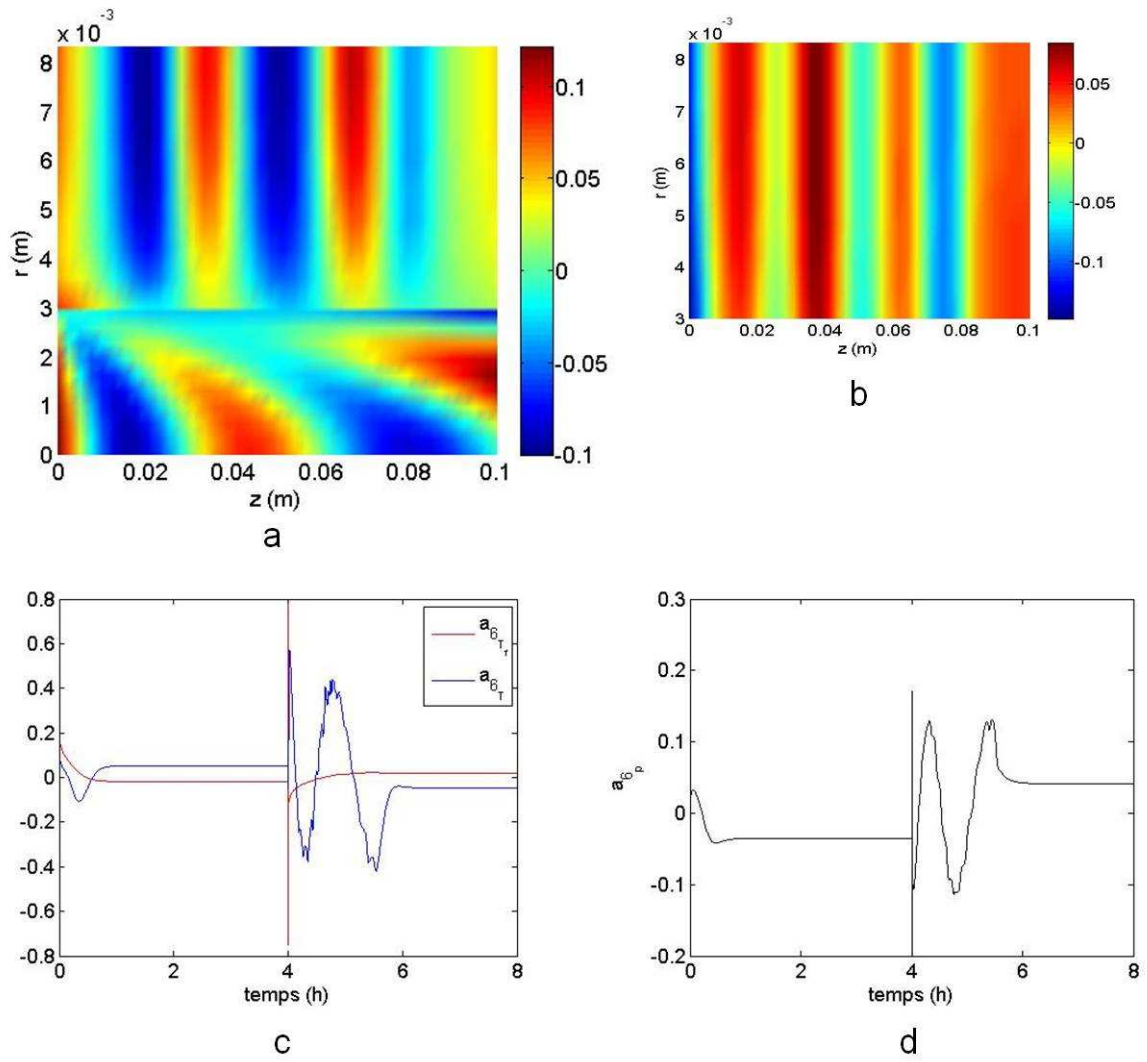 x 10⁻³
8
7
6
5
4
3
2
1
0
r (m)
0 0.02 0.04 0.06 0.08 0.1
z (m)
0.1
0.05
0
-0.05
-0.1
a
x 10⁻³
8
7
6
5
4
3
r (m)
0 0.02 0.04 0.06 0.08 0.1
z (m)
0.05
0
-0.05
-0.1
b
0.8
0.6
0.4
0.2
0
-0.2
-0.4
-0.6
-0.8
0 2 4 6 8
temps (h)
a_6_T_f
a_6_T
c
0.3
0.2
0.1
0
-0.1
-0.2
a_6_p
0 2 4 6 8
temps (h)
d